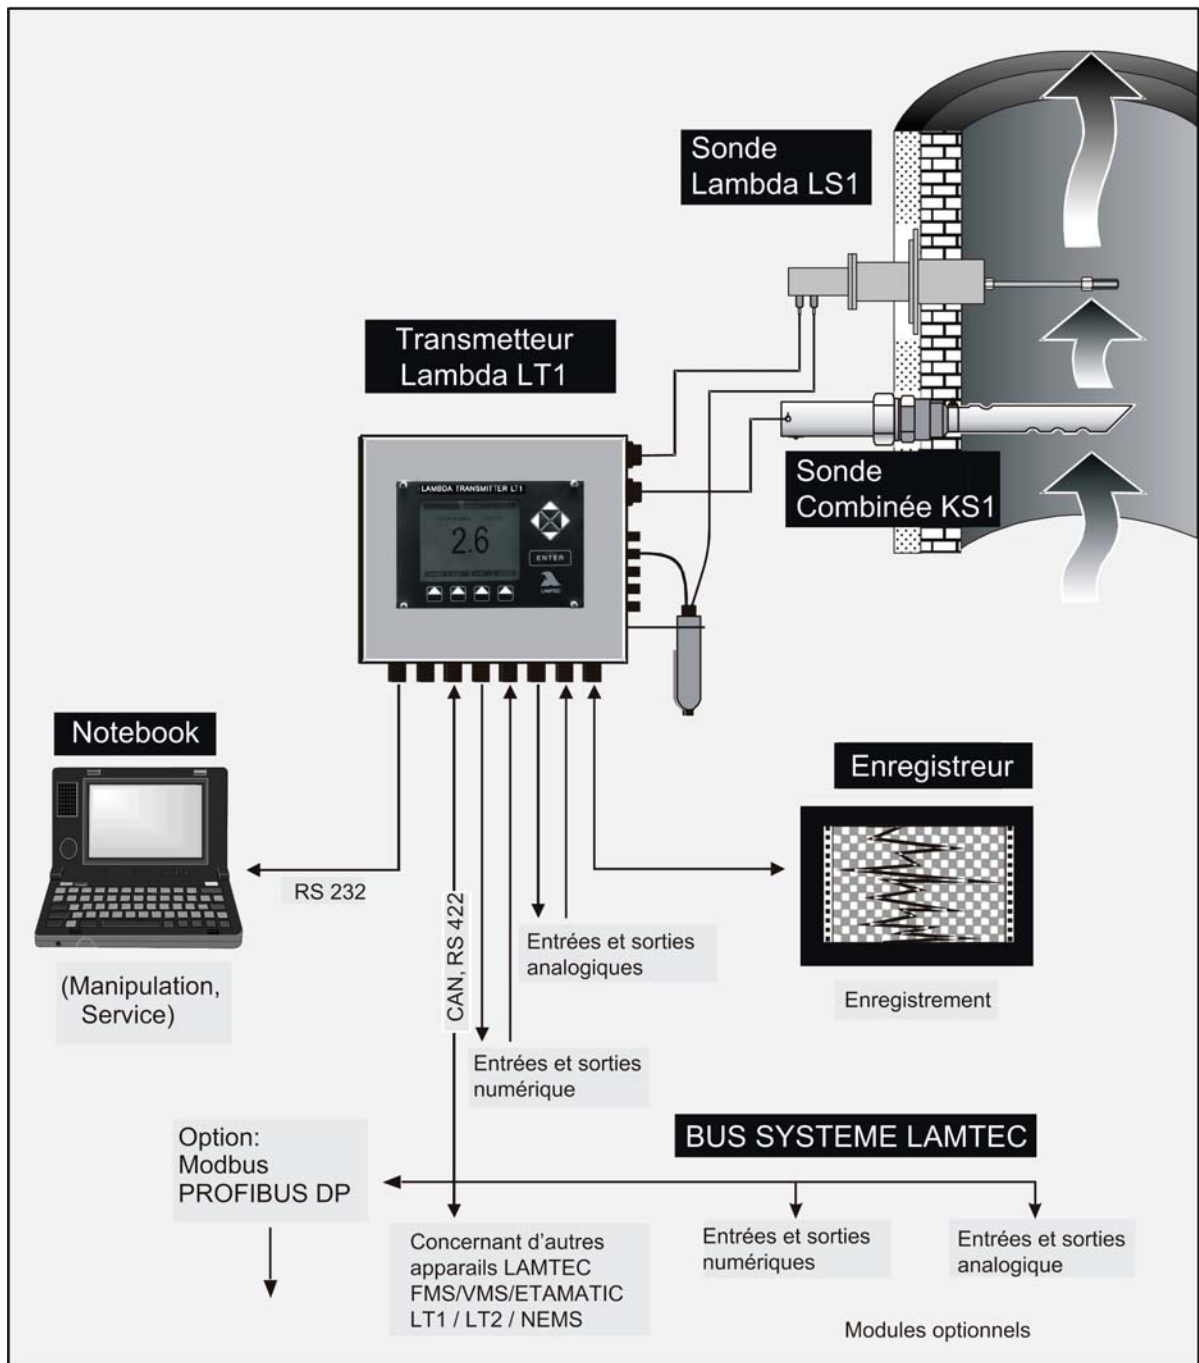 Sonde
Lambda LS1
Transmetteur
Lambda LT1
Sonde
Combinée KS1
LAMBDA TRANSMITTER LT1
2.6
ENTER
LAMTEC
Notebook
Enregistreur
RS 232
CAN, RS 422
Entrées et sorties
analogiques
(Manipulation,
Service)
Enregistrement
Entrées et sorties
numérique
Option:
Modbus
PROFIBUS DP
BUS SYSTEME LAMTEC
Concernant d'autres
apparails LAMTEC
FMS/VMS/ETAMATIC
LT1 / LT2 / NEMS
Entrées et sorties
numériques
Entrées et sorties
analogique
Modules optionnels